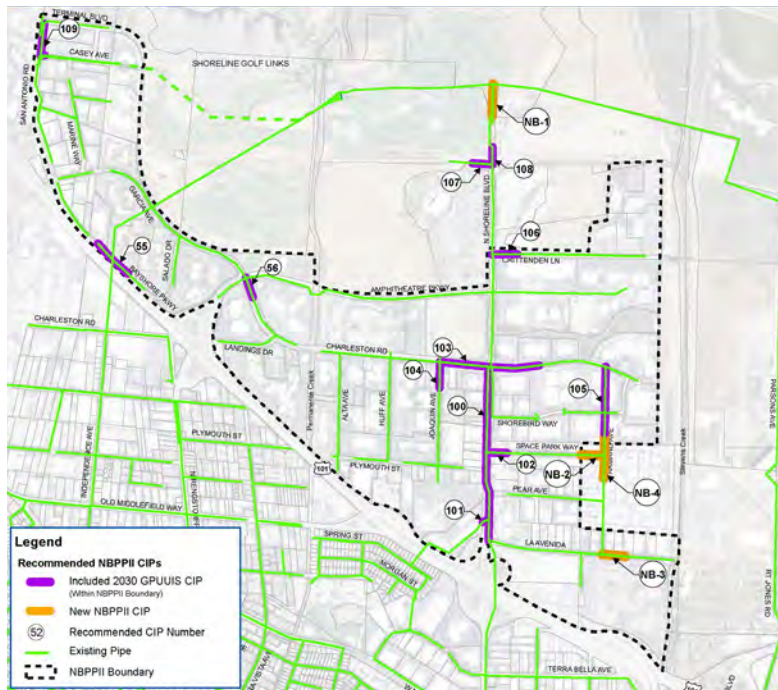 TERMINAL BLVD
109
CASEY AVE
SHORELINE GOLF LINKS
SAN ANTONIO RD
MARINE WAY
NB-1
107
108
N SHORELINE BLVD
GARCIA AVE
SALADO DR
55
BAYSHORE PKWY
56
106
CRITTENDEN LN
AMPHITHEATRE PKWY
CHARLESTON RD
LANDINGS DR
CHARLESTON RD
103
104
105
100
Permanente Creek
ALTA AVE
HUFF AVE
JOAQUIN AVE
SHOREBIRD WAY
PLYMOUTH ST
SPACE PARK WAY
102
NB-2
NB-4
PLYMOUTH ST
101
PEAR AVE
INDEPENDENCE AVE
OLD MIDDLEFIELD WAY
101
LA AVENIDA
NB-3
Stevens Creek
PARSONS AVE
RT JONES RD
SPRING ST
MORGAN ST
TERRA BELLA AVE
Legend
Recommended NBPPII CIPs
Included 2030 GPUUIS CIP
(Within NBPPII Boundary)
New NBPPII CIP
52 Recommended CIP Number
Existing Pipe
NBPPII Boundary